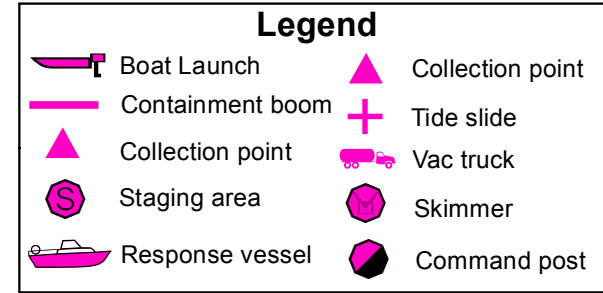 Legend
Boat Launch
Collection point
Containment boom
Tide slide
Collection point
Vac truck
S
Staging area
Skimmer
Response vessel
Command post